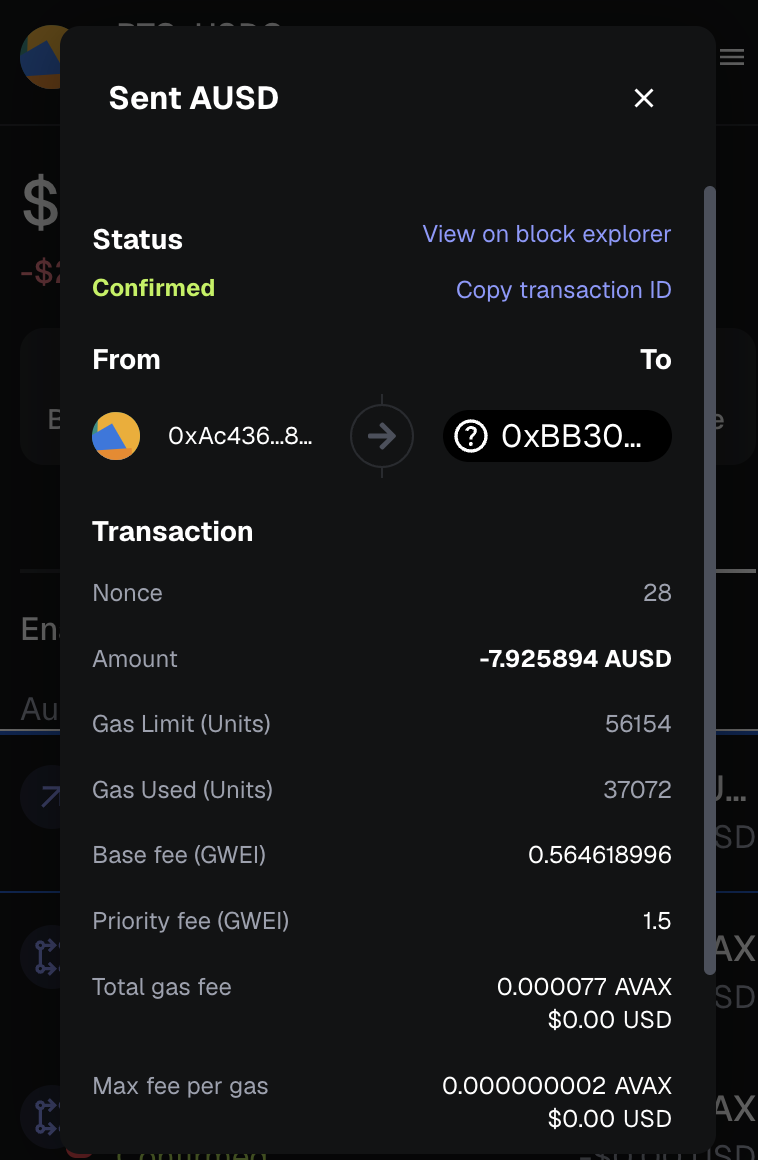 Sent AUSD
Status
View on block explorer
Confirmed
Copy transaction ID
From
To
0xAc436...8...
0xBB30...
Transaction
Nonce
28
Amount
-7.925894 AUSD
Gas Limit (Units)
56154
Gas Used (Units)
37072
Base fee (GWEI)
0.564618996
Priority fee (GWEI)
1.5
Total gas fee
0.000077 AVAX
$0.00 USD
Max fee per gas
0.000000002 AVAX
$0.00 USD